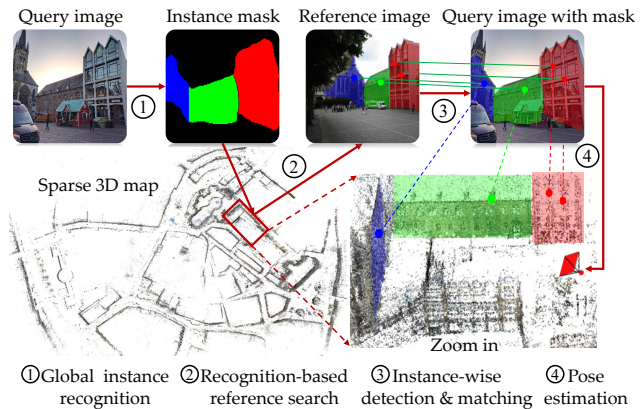 Query image
Instance mask
Reference image
Query image with mask
①
③
②
④
Sparse 3D map
Zoom in
①Global instance recognition
②Recognition-based reference search
③Instance-wise detection & matching
④Pose estimation